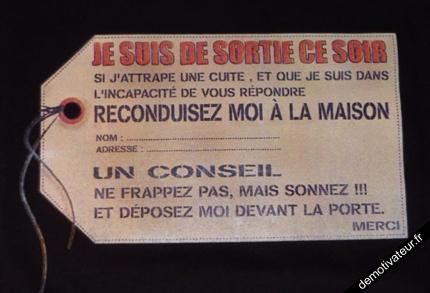 JE SUIS DE SORTIE CE SOIR
SI J'ATTRAPE UNE CUITE , ET QUE JE SUIS DANS
L'INCAPACITÉ DE VOUS RÉPONDRE
RECONDUISEZ MOI À LA MAISON
NOM : ....................................................
ADRESSE : .............................................
UN CONSEIL
NE FRAPPEZ PAS, MAIS SONNEZ !!!
ET DÉPOSEZ MOI DEVANT LA PORTE.
MERCI
demotivateur.fr